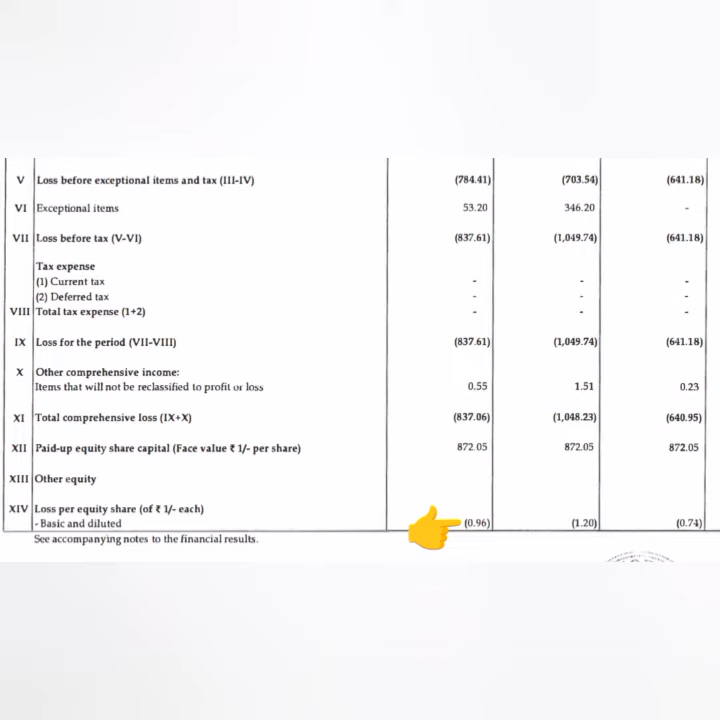 V Loss before exceptional items and tax (III-IV) (784.41) (703.54) (641.18)
VI Exceptional items 53.20 346.20 -
VII Loss before tax (V-VI) (837.61) (1,049.74) (641.18)
Tax expense
(1) Current tax - - -
(2) Deferred tax - - -
VIII Total tax expense (1+2) - - -
IX Loss for the period (VII-VIII) (837.61) (1,049.74) (641.18)
X Other comprehensive income:
Items that will not be reclassified to profit or loss 0.55 1.51 0.23
XI Total comprehensive loss (IX+X) (837.06) (1,048.23) (640.95)
XII Paid-up equity share capital (Face value ₹ 1/- per share) 872.05 872.05 872.05
XIII Other equity
XIV Loss per equity share (of ₹ 1/- each)
- Basic and diluted (0.96) (1.20) (0.74)
See accompanying notes to the financial results.